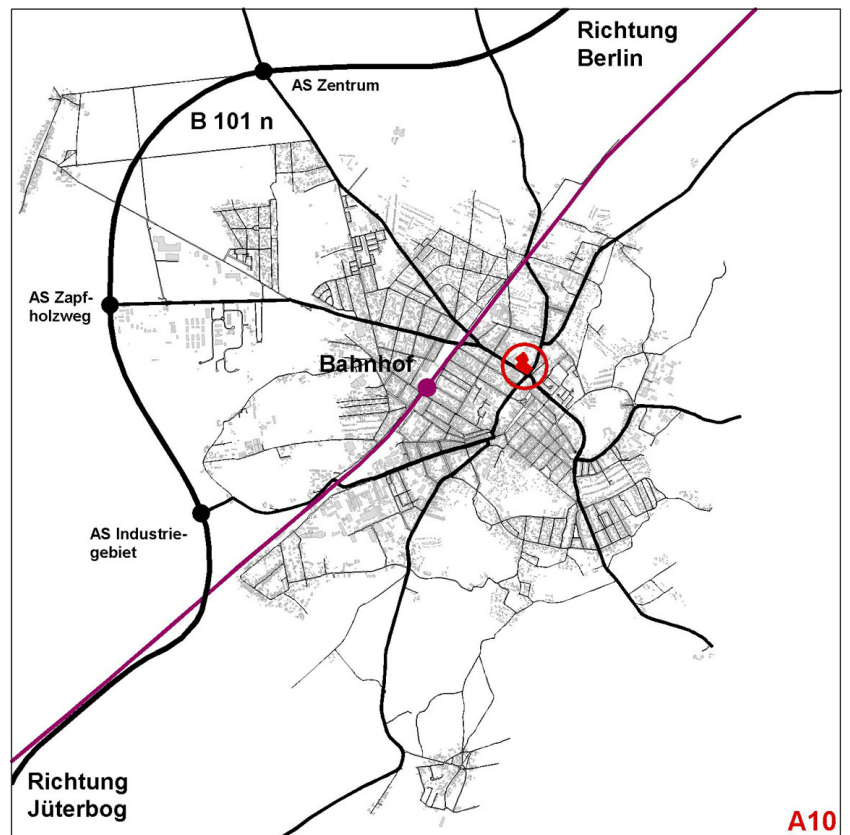 Richtung
Berlin
AS Zentrum
B 101 n
AS Zapf-
holzweg
Bahnhof
AS Industrie-
gebiet
Richtung
Jüterbog
A10